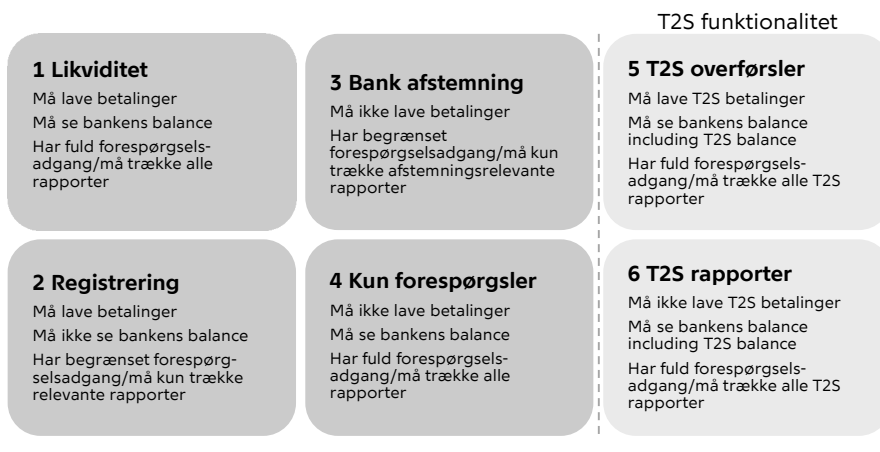 T2S funktionalitet
1 Likviditet
Må lave betalinger
Må se bankens balance
Har fuld forespørgsels-
adgang/må trække alle
rapporter
2 Registrering
Må lave betalinger
Må ikke se bankens balance
Har begrænset forespørg-
selsadgang/må kun trække
relevante rapporter
3 Bank afstemning
Må ikke lave betalinger
Har begrænset
forespørgselsadgang/må kun
trække afstemningsrelevante
rapporter
4 Kun forespørgsler
Må ikke lave betalinger
Må se bankens balance
Har fuld forespørgsels-
adgang/må trække alle
rapporter
5 T2S overførsler
Må lave T2S betalinger
Må se bankens balance
including T2S balance
Har fuld forespørgsels-
adgang/må trække alle T2S
rapporter
6 T2S rapporter
Må ikke lave T2S betalinger
Må se bankens balance
including T2S balance
Har fuld forespørgsels-
adgang/må trække alle T2S
rapporter